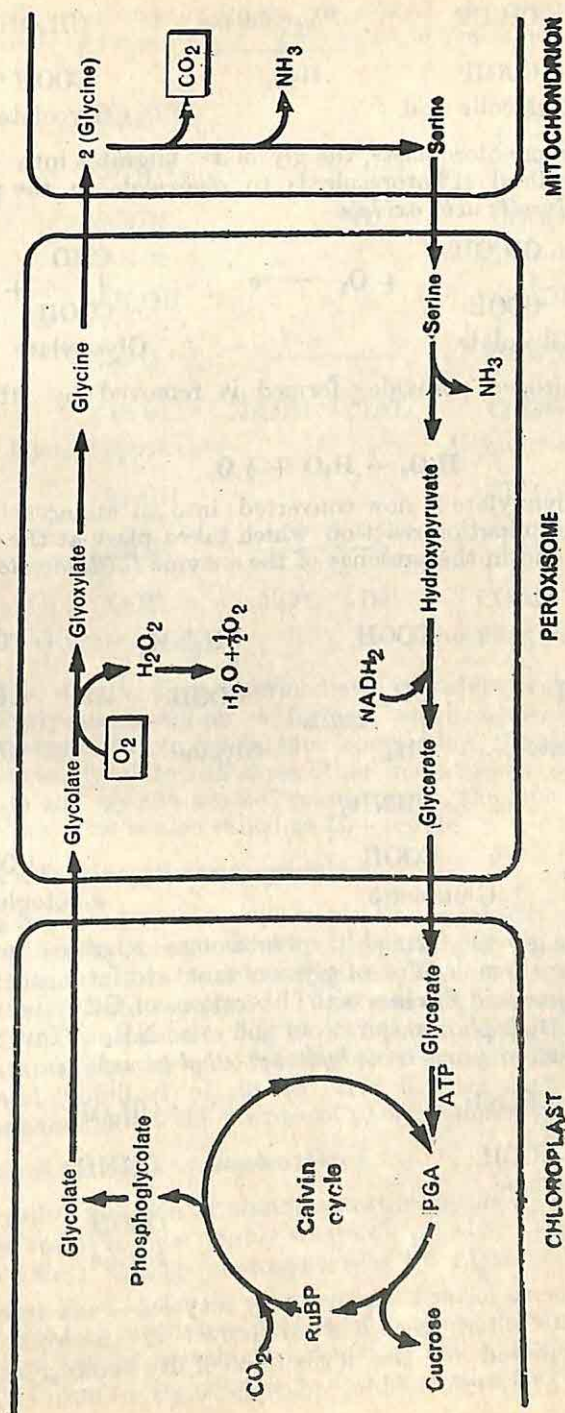 Glycolate
Phosphoglycolate
Calvin
cycle
CO2
RuBP
PGA
Cucrose
ATP
Glycolate
CHLOROPLAST
Glycolate
Glyoxylate
Glycine
O2
H2O2
H2O+½O2
NADH2
NH3
Glycerate
Hydroxypyruvate
Serine
PEROXISOME
2 (Glycine)
CO2
NH3
Serine
MITOCHONDRION